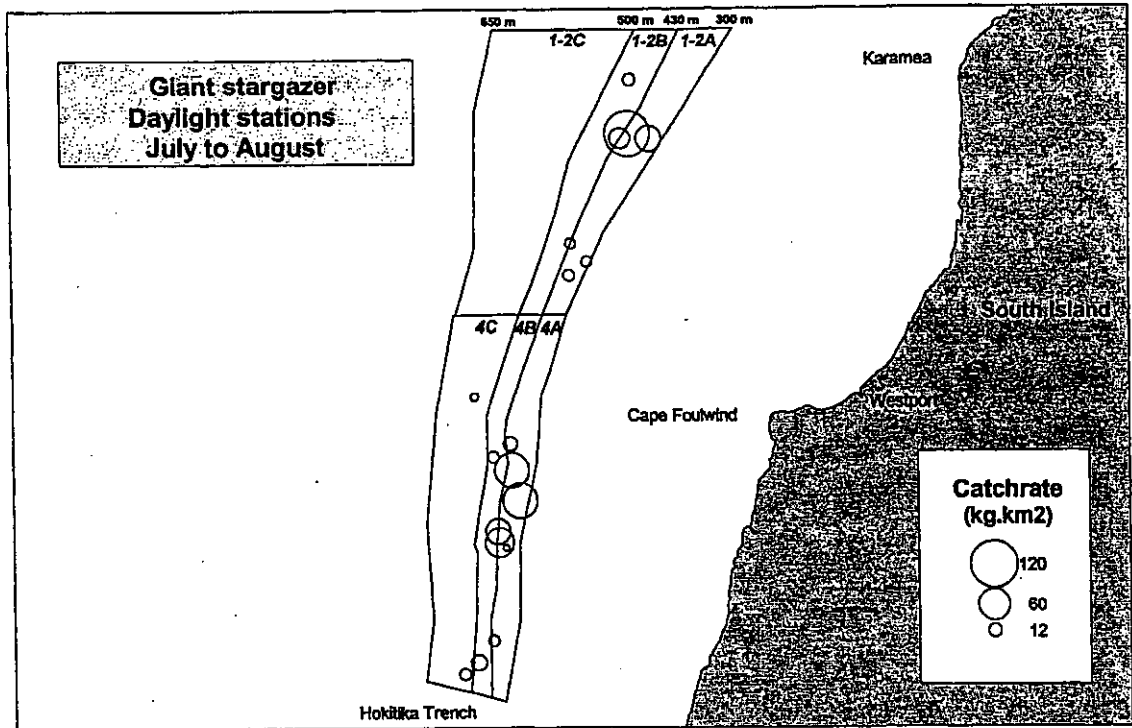 650 m 500 m 430 m 300 m
1-2C 1-2B 1-2A
Karamea
Giant stargazer
Daylight stations
July to August
4C 4B 4A
South Island
Westport
Cape Foulwind
Catchrate
(kg.km2)
120
60
12
Hokitika Trench